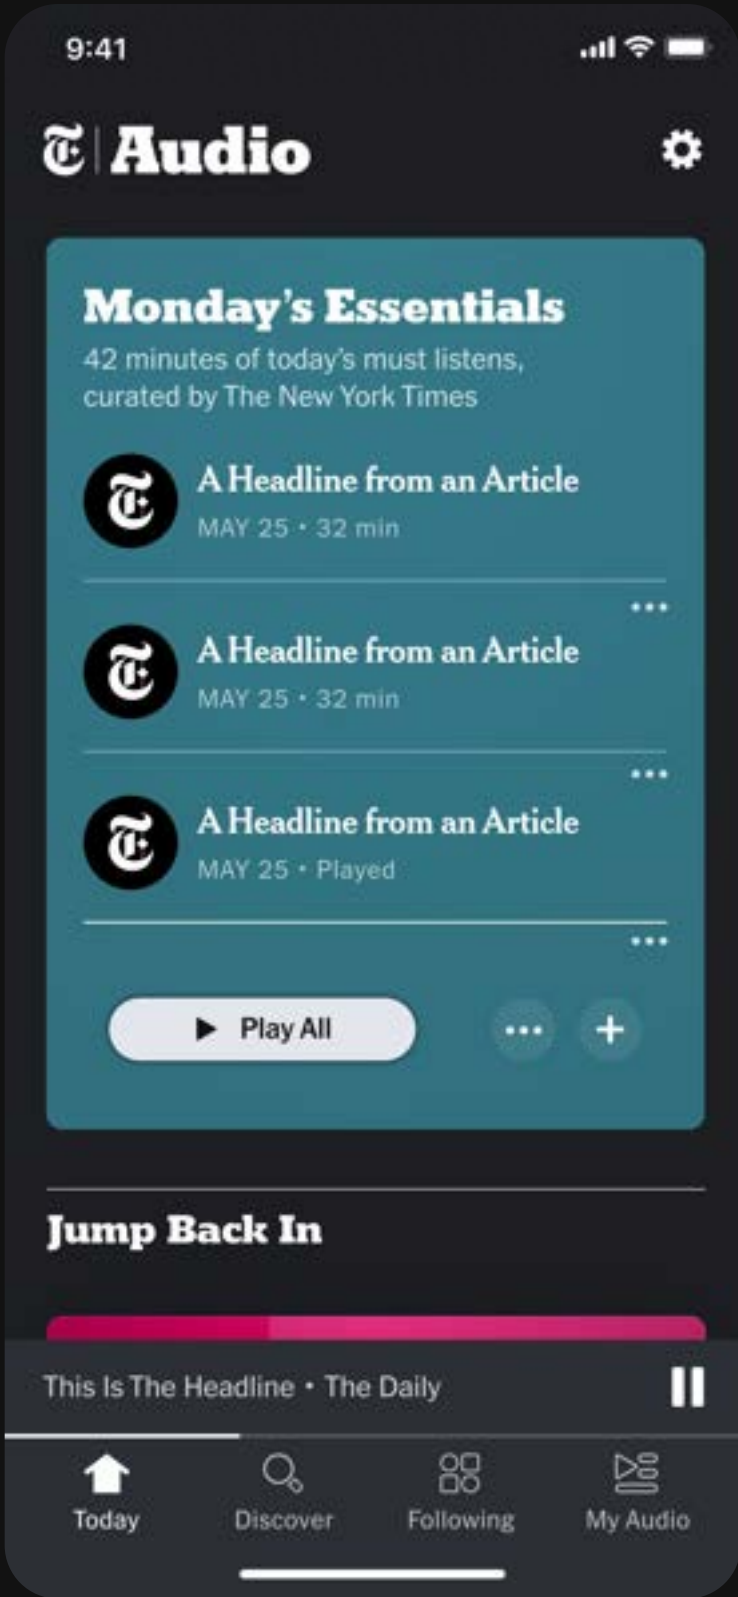 9:41
T Audio
Monday's Essentials
42 minutes of today's must listens,
curated by The New York Times
T
A Headline from an Article
MAY 25 • 32 min
T
A Headline from an Article
MAY 25 • 32 min
T
A Headline from an Article
MAY 25 • Played
Play All
Jump Back In
This Is The Headline • The Daily
Today
Discover
Following
My Audio